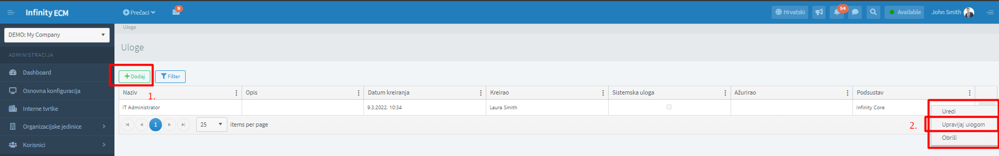 Infinity ECM
Prečaci
9
Hrvatski
54
Available
John Smith
DEMO: My Company
ADMINISTRACIJA
Dashboard
Osnovna konfiguracija
Interne tvrtke
Organizacijske jedinice
Korisnici
Uloge
Uloge
Dodaj
Filter
1.
Naziv
Opis
Datum kreiranja
Kreirao
Sistemska uloga
Ažurirao
Podsustav
IT Administrator
9.3.2022. 10:34
Laura Smith
Infinity Core
1
25
items per page
Uredi
2.
Upravljaj ulogom
Obriši